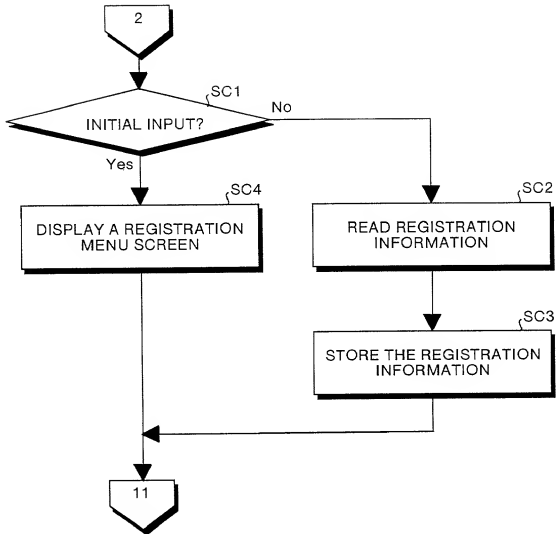 2
SC1
INITIAL INPUT?
No
Yes
SC4
DISPLAY A REGISTRATION
MENU SCREEN
SC2
READ REGISTRATION
INFORMATION
SC3
STORE THE REGISTRATION
INFORMATION
11